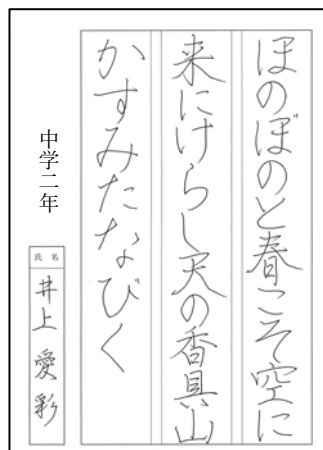 ほのぼのと春こそ空に
来にけらし天の香具山
かすみたなびく
中学二年
氏名
井上愛彩